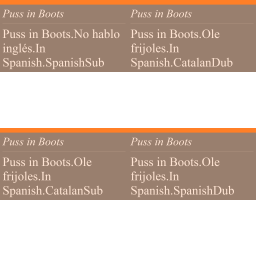 Puss in Boots
Puss in Boots.No hablo
inglés.In
Spanish.SpanishSub
Puss in Boots
Puss in Boots.Ole
frijoles.In
Spanish.CatalanDub
Puss in Boots
Puss in Boots.Ole
frijoles.In
Spanish.CatalanSub
Puss in Boots
Puss in Boots.Ole
frijoles.In
Spanish.SpanishDub